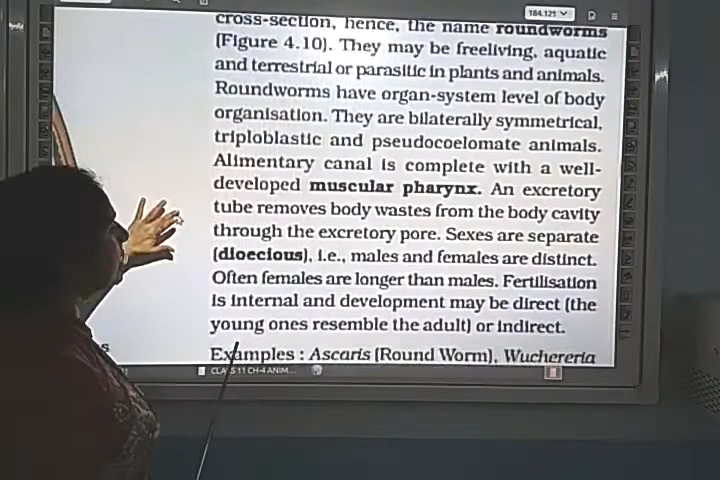 184.121
cross-section, hence, the name roundworms
(Figure 4.10). They may be freeliving, aquatic
and terrestrial or parasitic in plants and animals.
Roundworms have organ-system level of body
organisation. They are bilaterally symmetrical,
triploblastic and pseudocoelomate animals.
Alimentary canal is complete with a well-
developed muscular pharynx. An excretory
tube removes body wastes from the body cavity
through the excretory pore. Sexes are separate
(dioecious), i.e., males and females are distinct.
Often females are longer than males. Fertilisation
is internal and development may be direct (the
young ones resemble the adult) or indirect.
Examples : Ascaris (Round Worm), Wuchereria
CLASS 11 CH-4 ANIM...